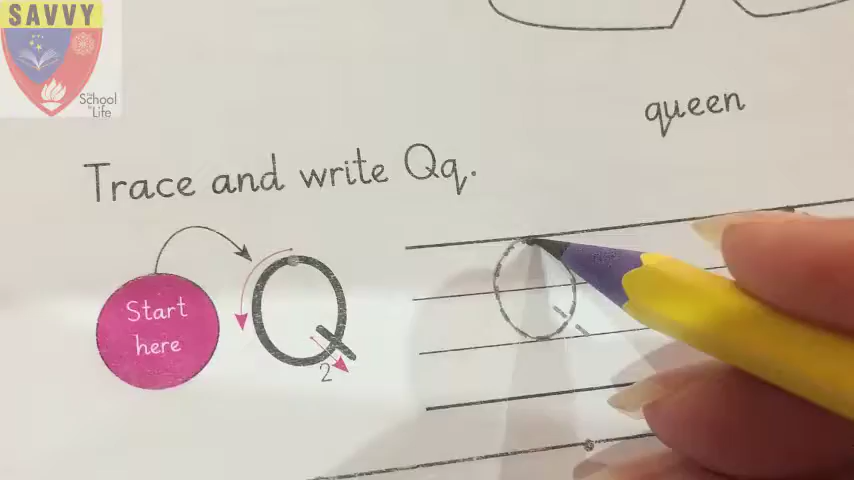 SAVVY
The School
for Life
queen
Trace and write Qq.
Start
here
Q
2
Q